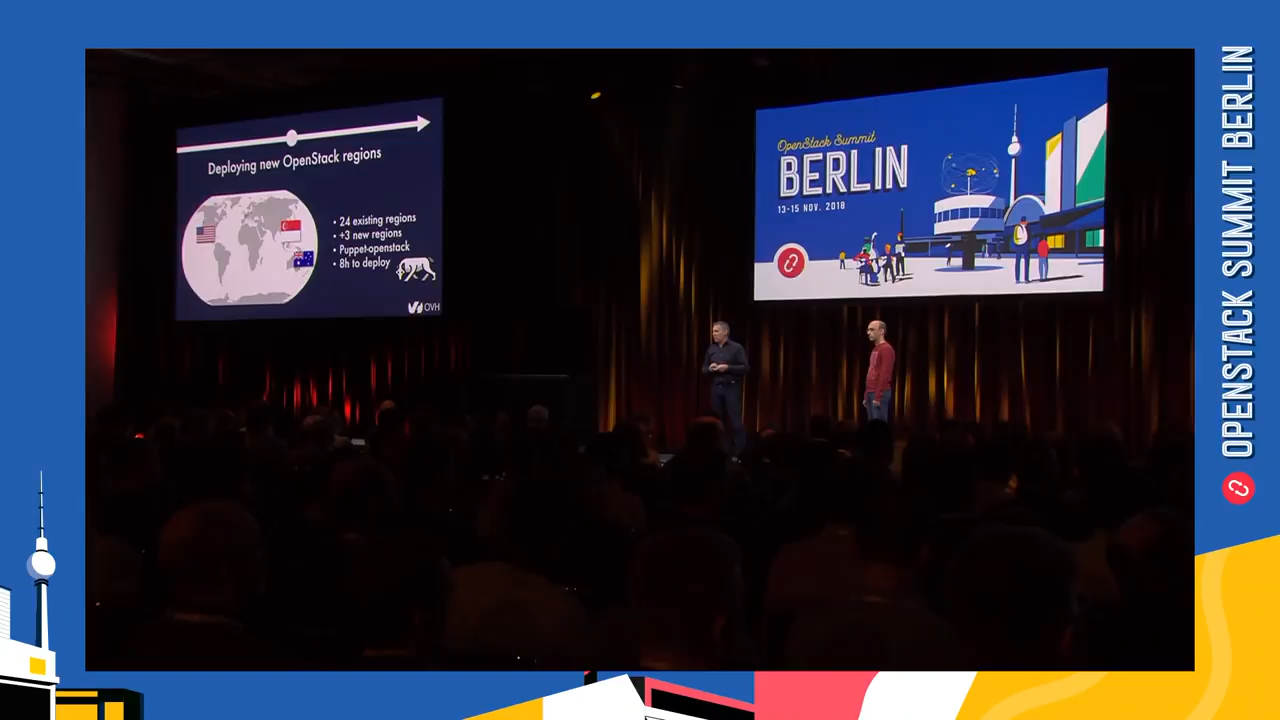 Deploying new OpenStack regions
• 24 existing regions
• +3 new regions
• Puppet-openstack
• 8h to deploy
OVH
OpenStack Summit
BERLIN
13-15 NOV. 2018
OPENSTACK SUMMIT BERLIN